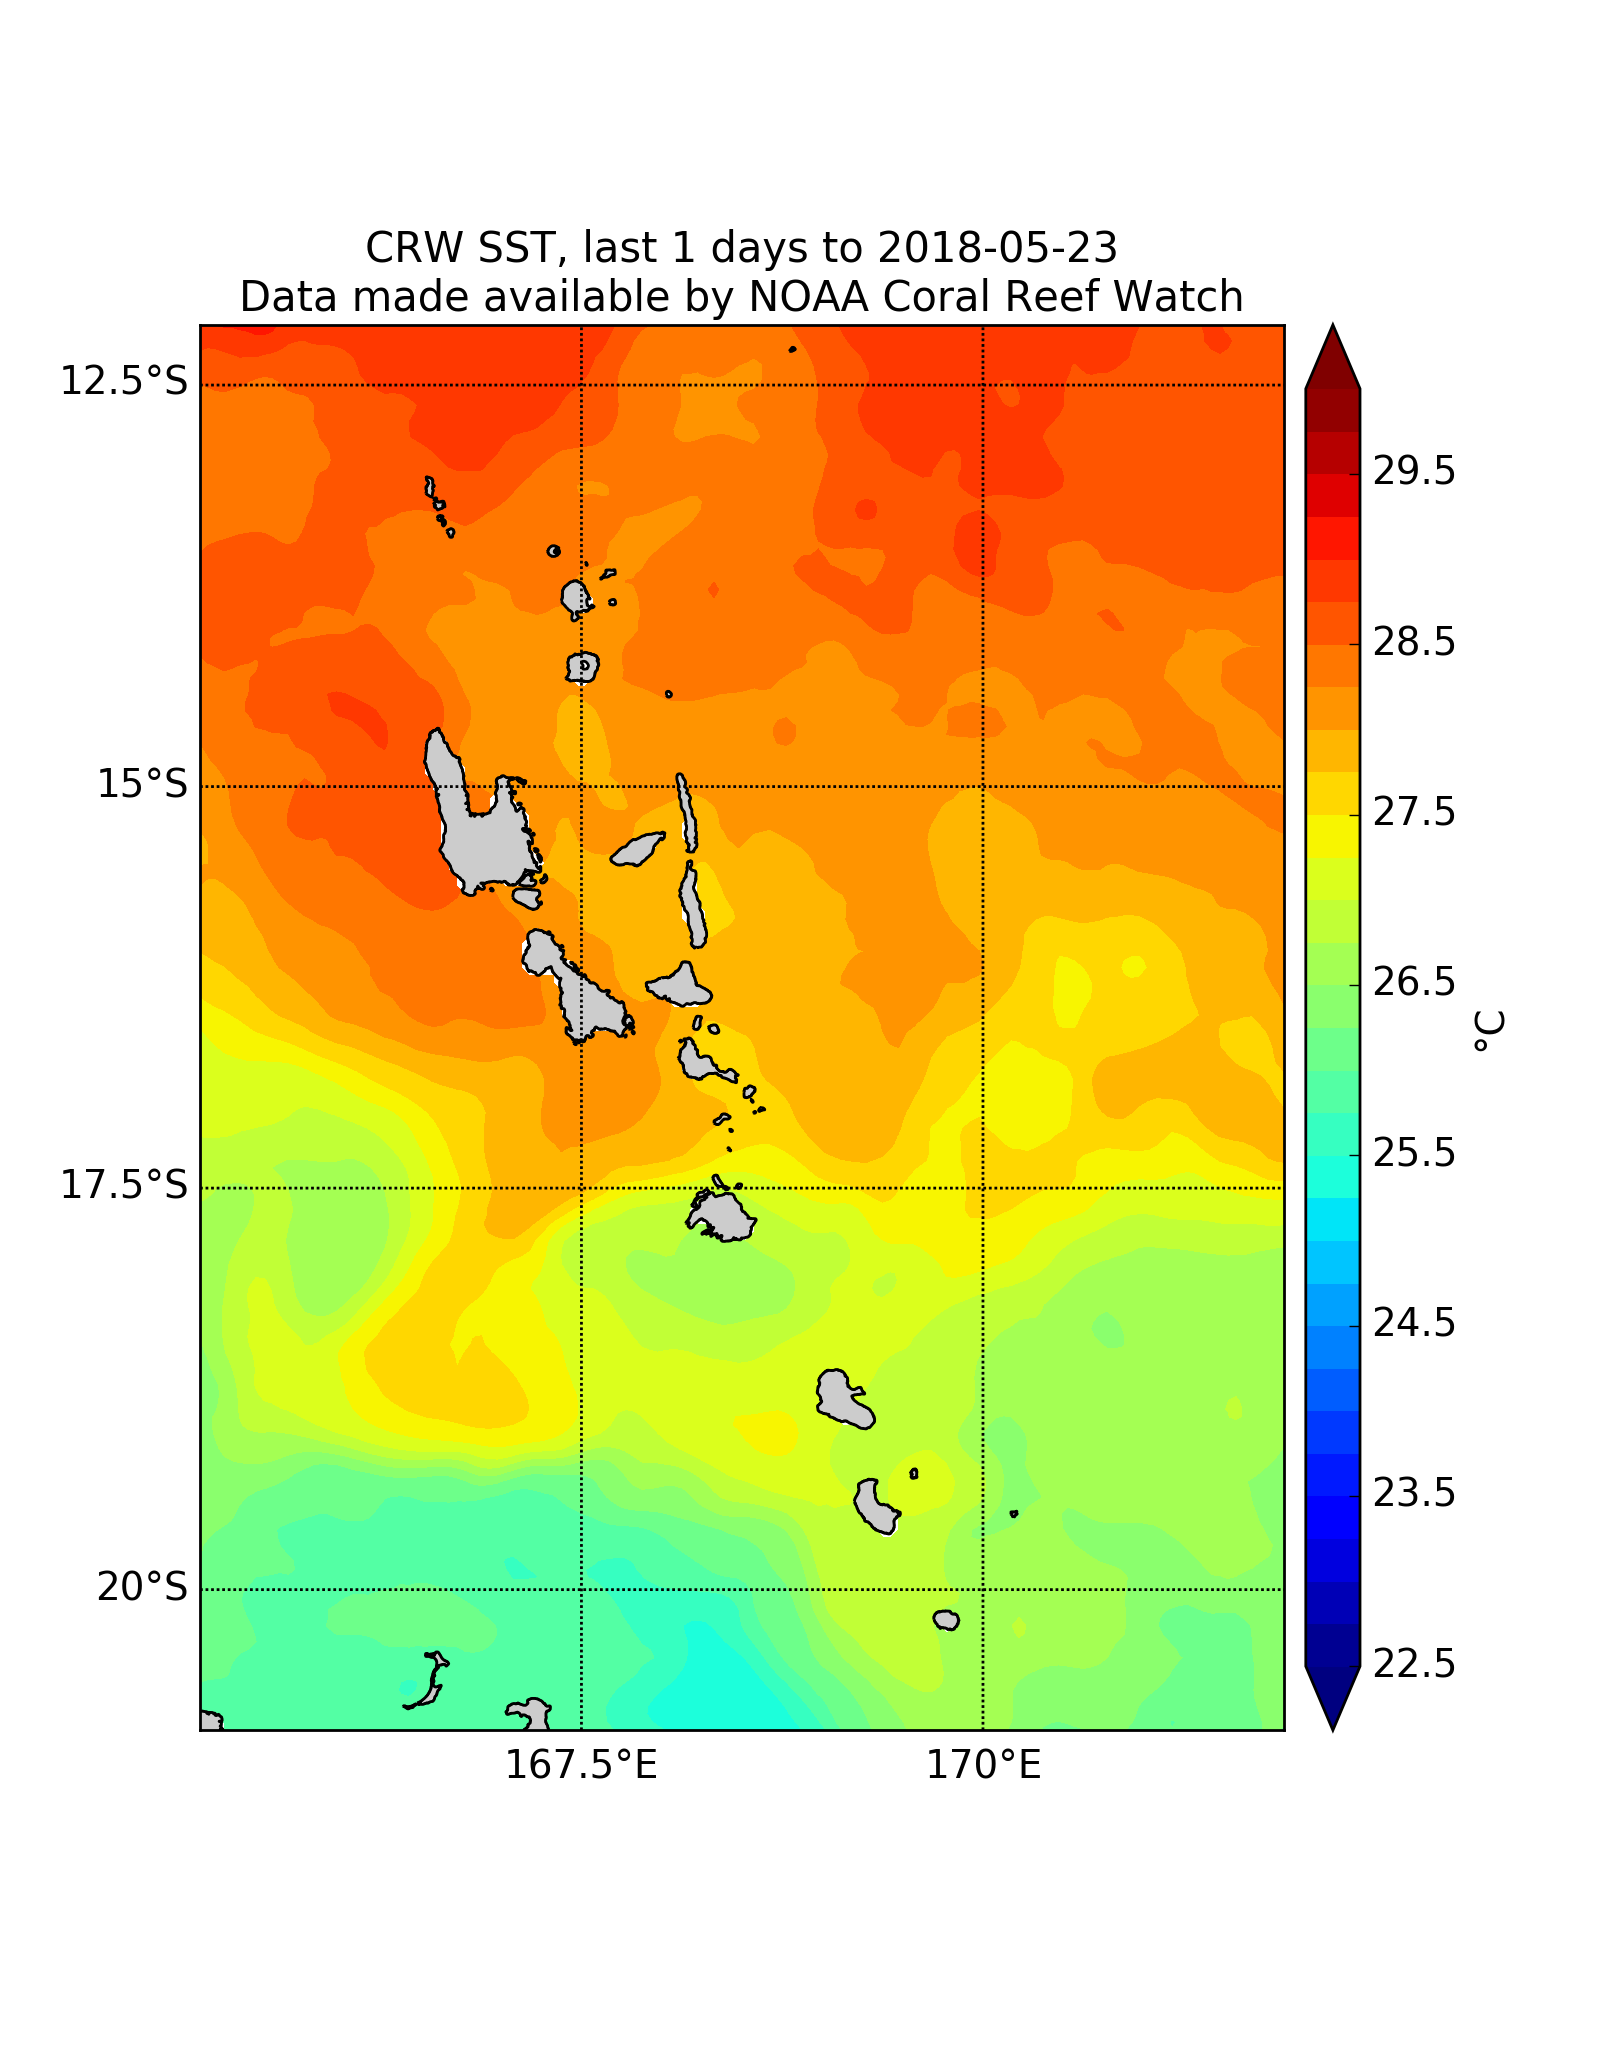 CRW SST, last 1 days to 2018-05-23
Data made available by NOAA Coral Reef Watch
12.5°S
15°S
17.5°S
20°S
167.5°E
170°E
29.5
28.5
27.5
26.5
25.5
24.5
23.5
22.5
°C